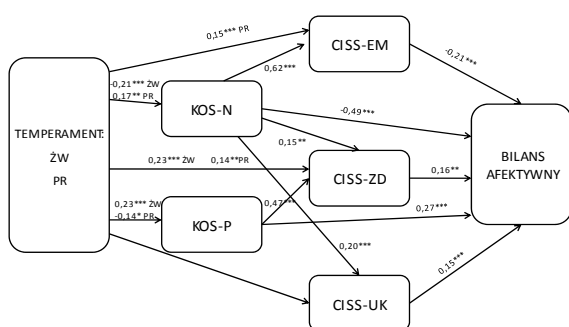 0,15*** PR
CISS-EM
-0,21***
-0,21*** ŻW
0,17** PR
0,62***
KOS-N
-0,49***
TEMPERAMENT:
ŻW
PR
0,15**
0,23*** ŻW
0,14**PR
CISS-ZD
0,16**
BILANS
AFEKTYWNY
0,23*** ŻW
-0,14* PR
KOS-P
0,47***
0,27***
0,20***
CISS-UK
0,15***